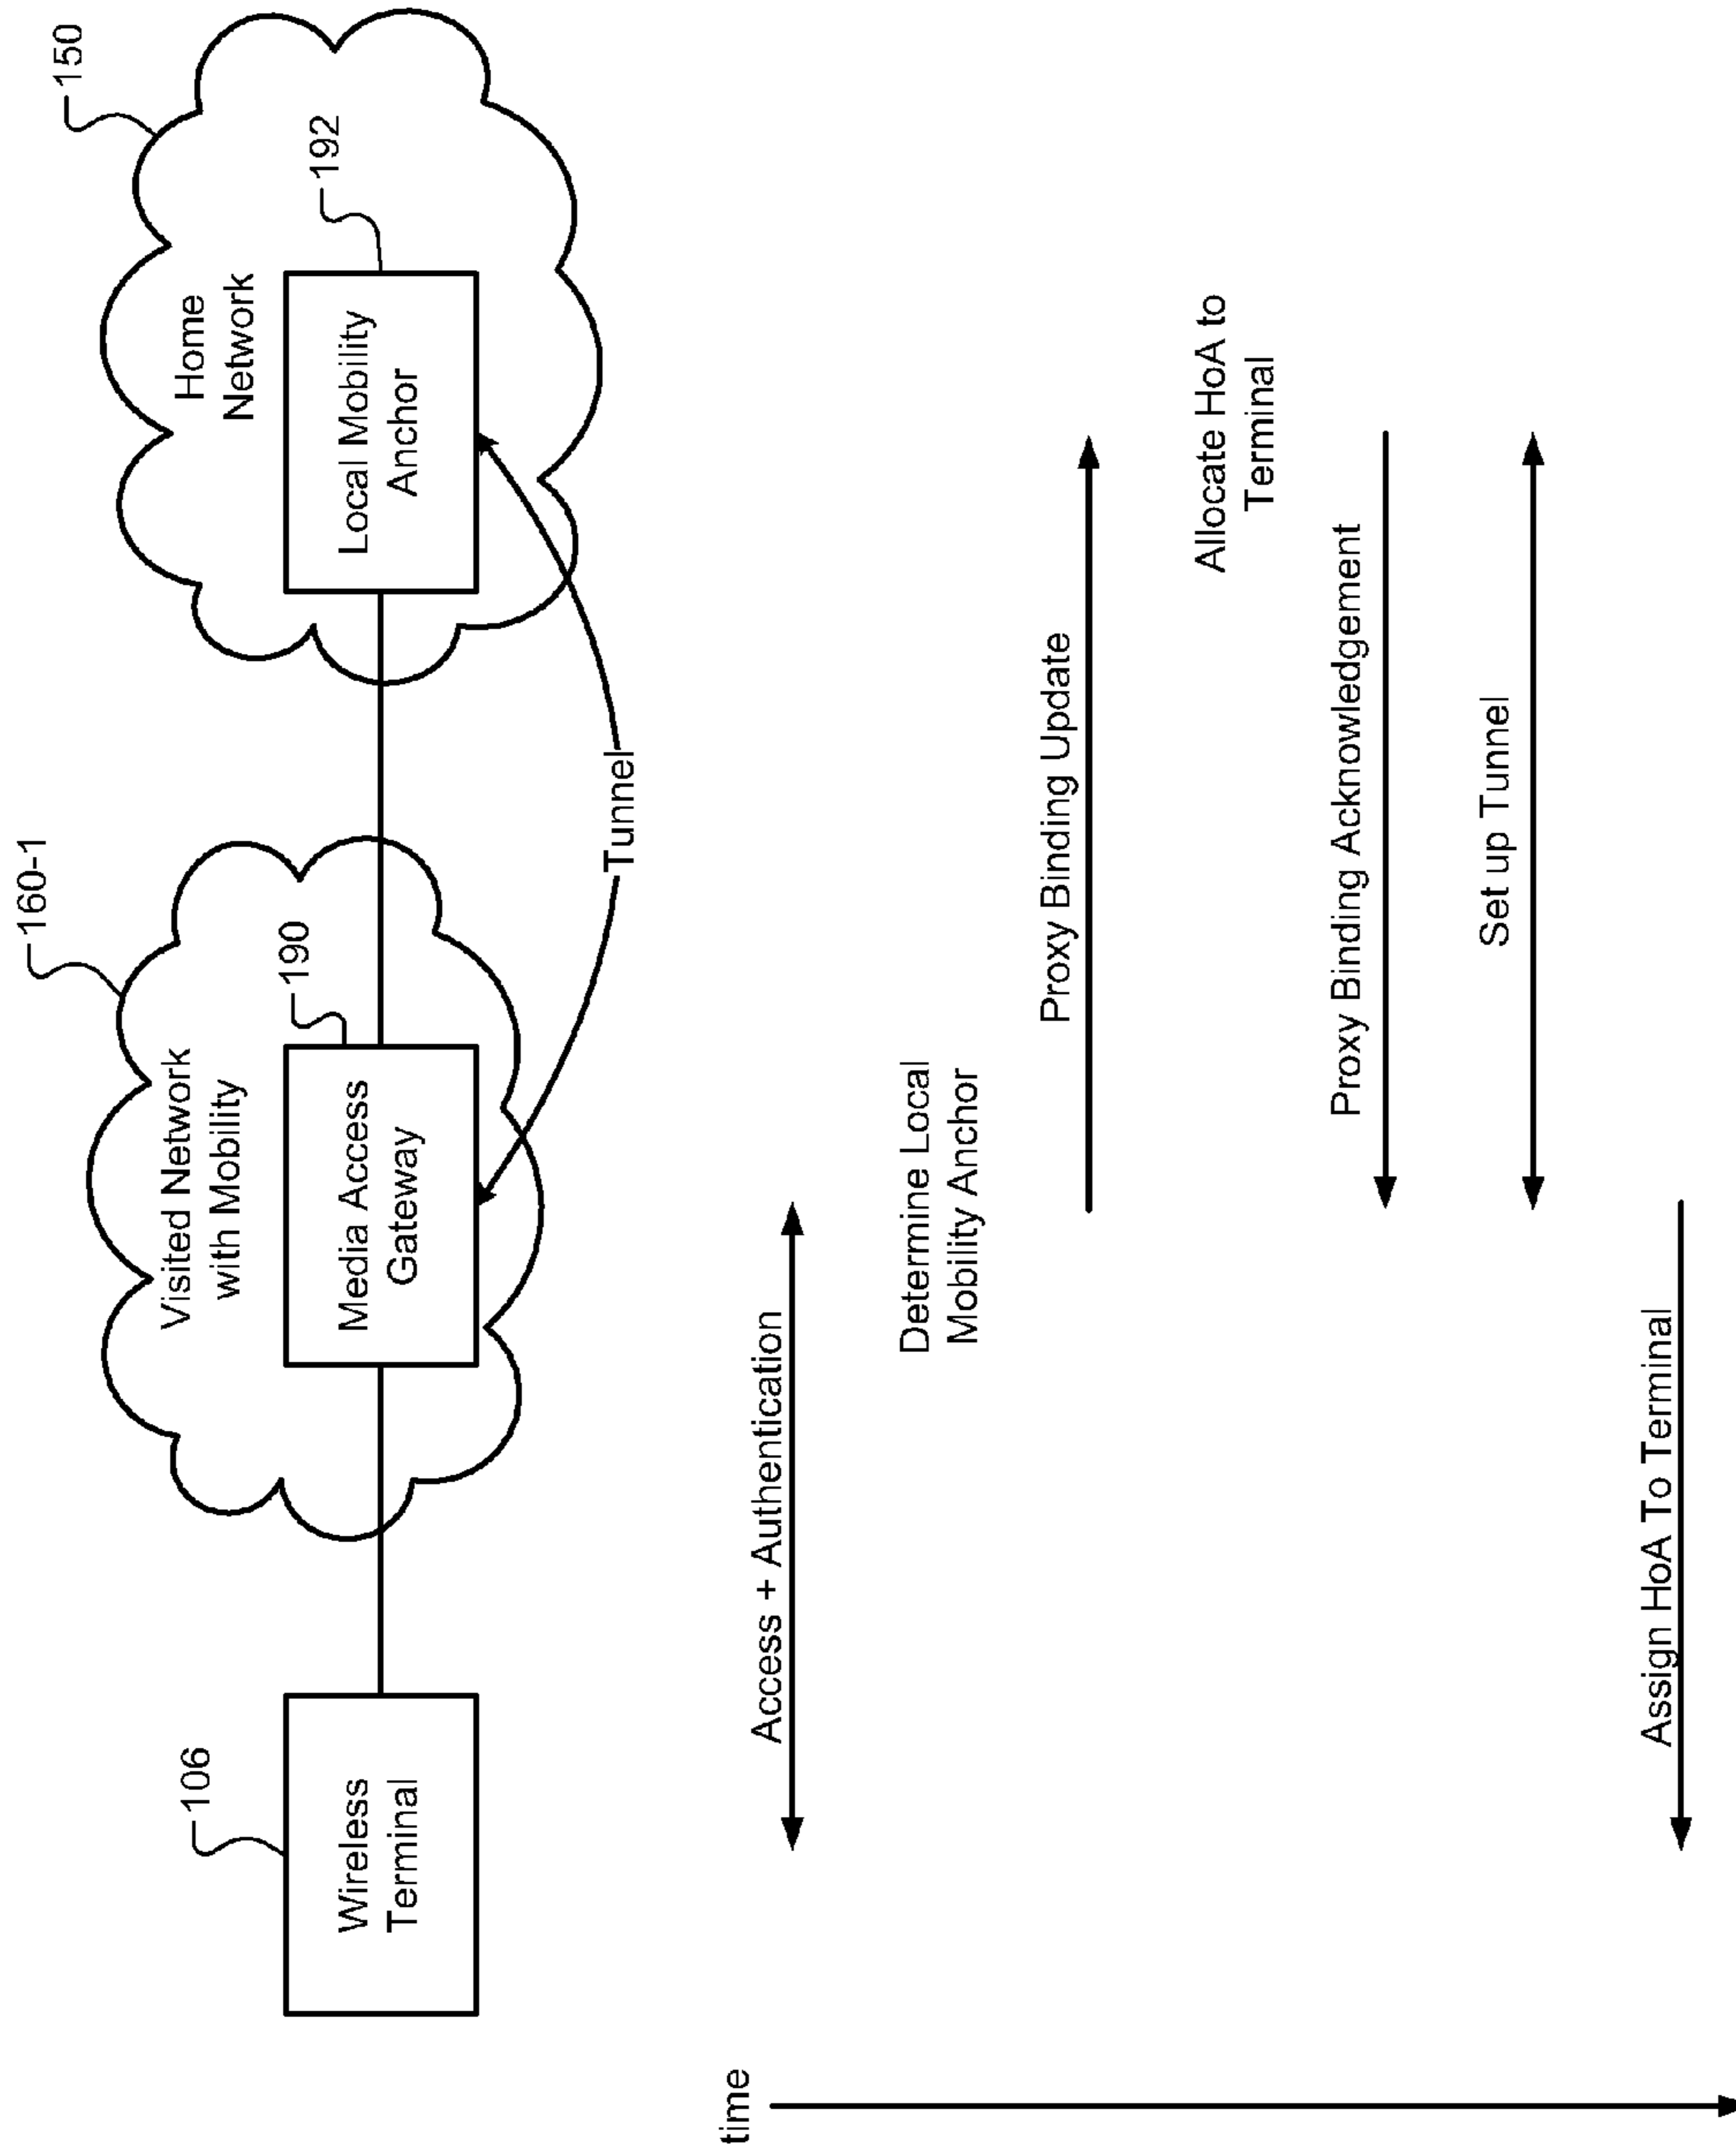 150
160-1
Home
Network
192
Visited Network
with Mobility
190
106
Wireless
Terminal
Media Access
Gateway
Local Mobility
Anchor
Tunnel
time
Access + Authentication
Determine Local
Mobility Anchor
Proxy Binding Update
Allocate HoA to
Terminal
Proxy Binding Acknowledgement
Set up Tunnel
Assign HoA To Terminal